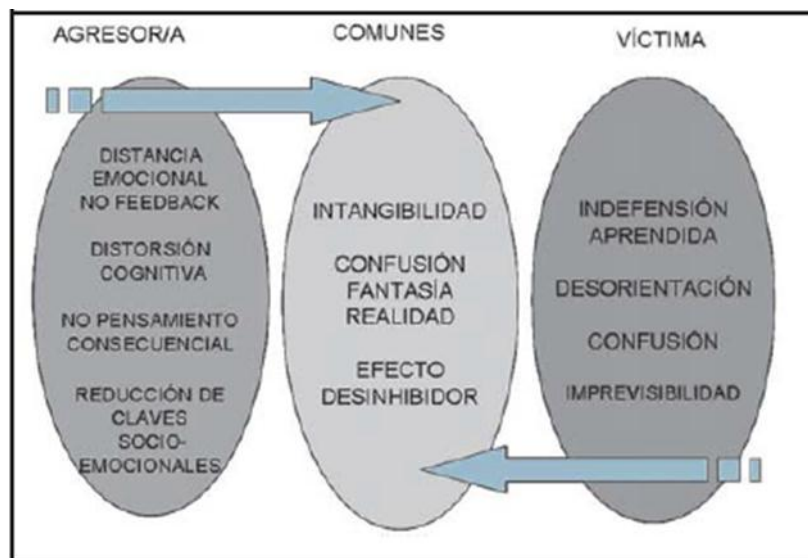 AGRESOR/A
COMUNES
VÍCTIMA
DISTANCIA
EMOCIONAL
NO FEEDBACK
DISTORSIÓN
COGNITIVA
NO PENSAMIENTO
CONSECUENCIAL
REDUCCIÓN DE
CLAVES
SOCIO-
EMOCIONALES
INTANGIBILIDAD
CONFUSIÓN
FANTASÍA
REALIDAD
EFECTO
DESINHIBIDOR
INDEFENSIÓN
APRENDIDA
DESORIENTACIÓN
CONFUSIÓN
IMPREVISIBILIDAD